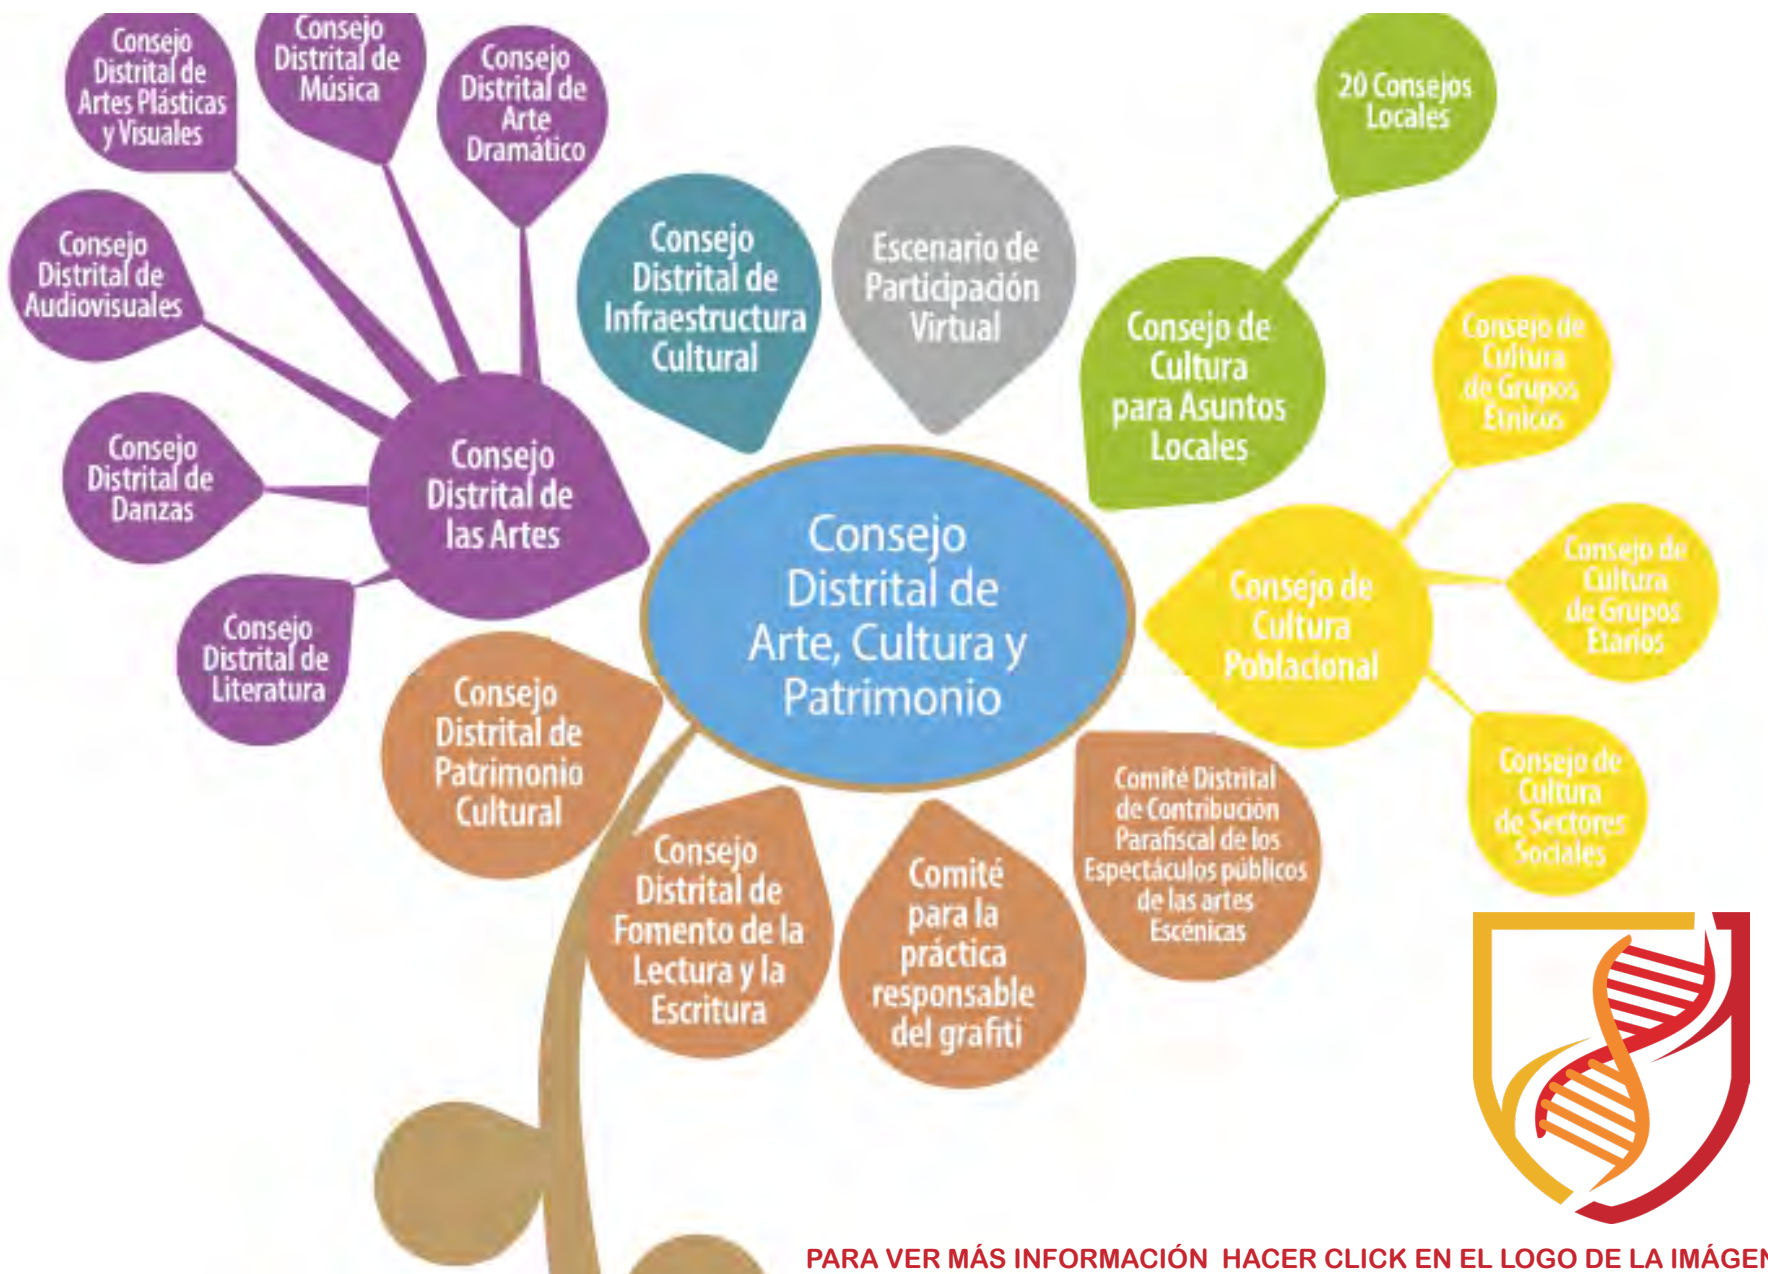 Consejo
Distrital de
Artes Plásticas
y Visuales
Consejo
Distrital de
Música
Consejo
Distrital de
Arte
Dramático
20 Consejos
Locales
Consejo
Distrital de
Audiovisuales
Consejo
Distrital de
Infraestructura
Cultural
Escenario de
Participación
Virtual
Consejo de
Cultura
para Asuntos
Locales
Consejo de
Cultura
de Grupos
Étnicos
Consejo
Distrital de
Danzas
Consejo
Distrital de
las Artes
Consejo
Distrital de
Arte, Cultura y
Patrimonio
Consejo de
Cultura
Poblacional
Consejo de
Cultura
de Grupos
Etarios
Consejo
Distrital de
Literatura
Consejo
Distrital de
Patrimonio
Cultural
Consejo
Distrital de
Fomento de la
Lectura y la
Escritura
Comité
para la
práctica
responsable
del grafiti
Comité Distrital
de Contribución
Parafiscal de los
Espectáculos públicos
de las artes
Escénicas
Consejo de
Cultura
de Sectores
Sociales
PARA VER MÁS INFORMACIÓN HACER CLICK EN EL LOGO DE LA IMÁGEN